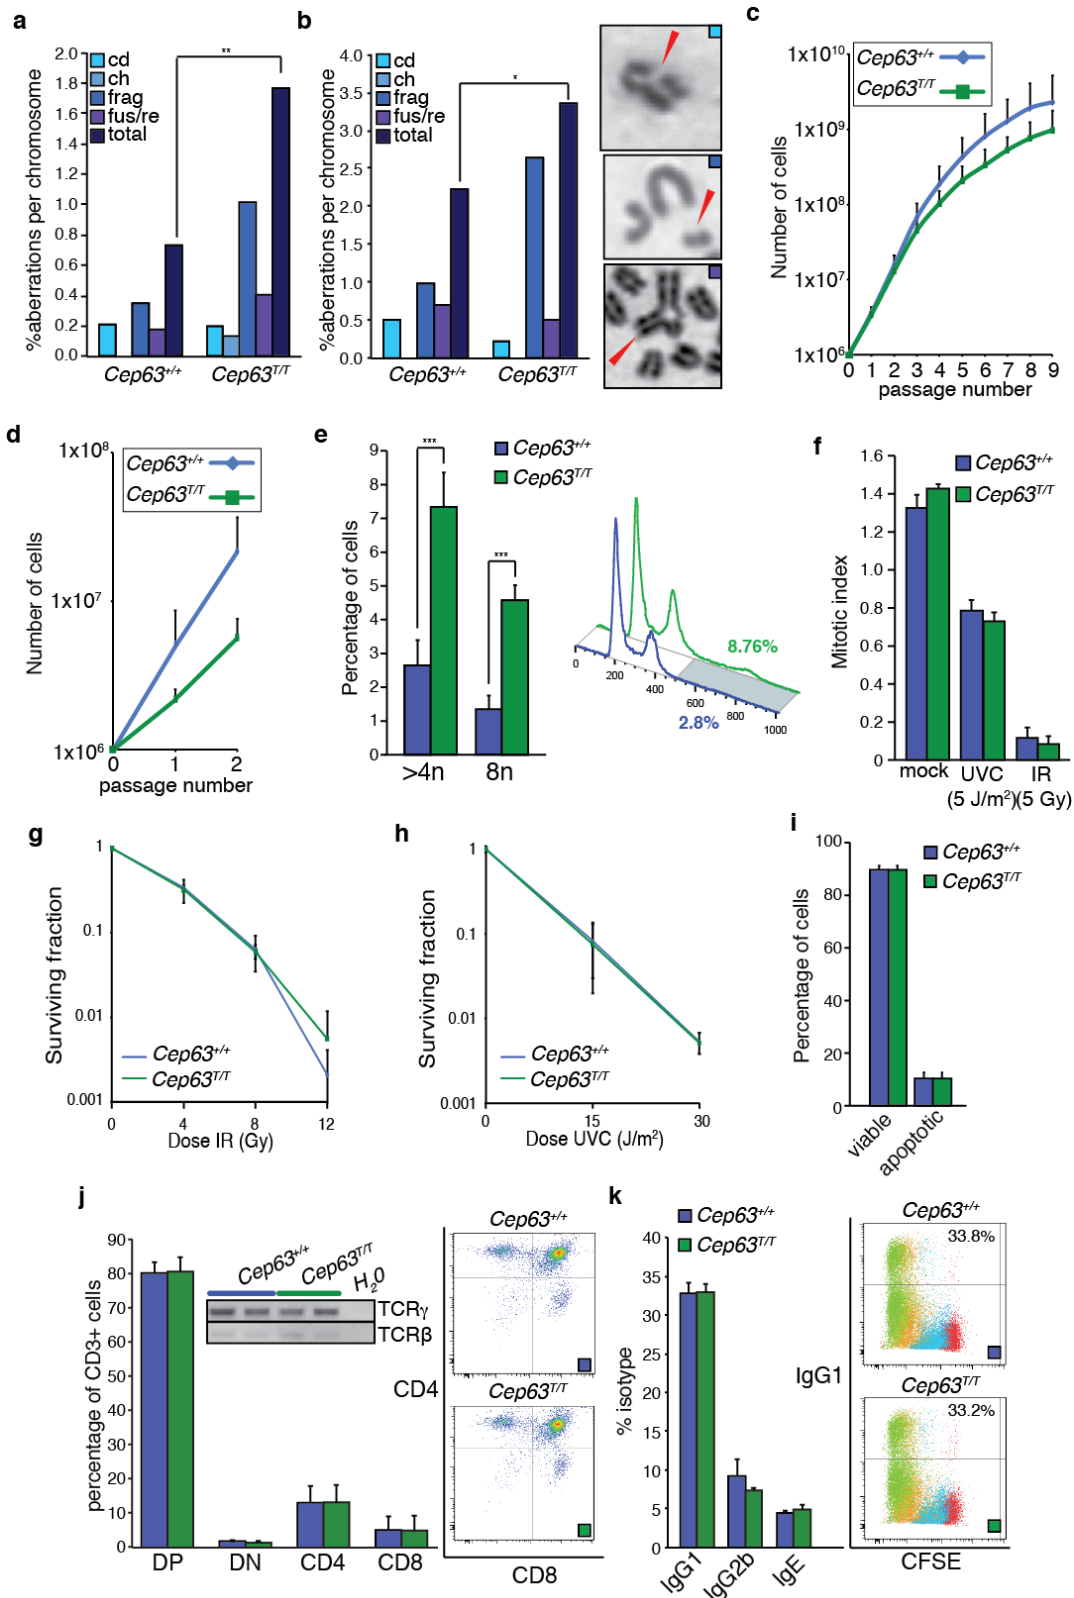 a
%aberrations per chromosome
2.0
1.8
1.6
1.4
1.2
1.0
0.8
0.6
0.4
0.2
0.0
cd
ch
frag
fus/re
total
**
Cep63+/+
Cep63T/T
b
%aberrations per chromosome
4.0
3.5
3.0
2.5
2.0
1.5
1.0
0.5
0.0
cd
ch
frag
fus/re
total
*
Cep63+/+
Cep63T/T
c
Number of cells
1x10^10
1x10^9
1x10^8
1x10^7
1x10^6
Cep63+/+
Cep63T/T
0 1 2 3 4 5 6 7 8 9
passage number
d
Number of cells
1x10^8
1x10^7
1x10^6
Cep63+/+
Cep63T/T
0 1 2
passage number
e
Percentage of cells
9
8
7
6
5
4
3
2
1
0
***
***
>4n 8n
Cep63+/+
Cep63T/T
0 200 400 600 800 1000
8.76%
2.8%
f
Mitotic index
1.6
1.4
1.2
1.0
0.8
0.6
0.4
0.2
0
Cep63+/+
Cep63T/T
mock UVC IR
(5 J/m²)(5 Gy)
g
Surviving fraction
1
0.1
0.01
0.001
Cep63+/+
Cep63T/T
0 4 8 12
Dose IR (Gy)
h
Surviving fraction
1
0.1
0.01
0.001
Cep63+/+
Cep63T/T
0 15 30
Dose UVC (J/m²)
i
Percentage of cells
100
80
60
40
20
0
Cep63+/+
Cep63T/T
viable
apoptotic
j
percentage of CD3+ cells
90
80
70
60
50
40
30
20
10
0
Cep63+/+
Cep63T/T
H20
TCRγ
TCRβ
DP DN CD4 CD8
Cep63+/+
CD4
Cep63T/T
CD8
k
% isotype
40
35
30
25
20
15
10
5
0
Cep63+/+
Cep63T/T
IgG1
IgG2b
IgE
Cep63+/+
33.8%
IgG1
Cep63T/T
33.2%
CFSE